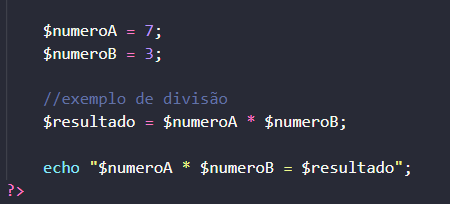 $numeroA = 7;
$numeroB = 3;
//exemplo de divisão
$resultado = $numeroA * $numeroB;
echo "$numeroA * $numeroB = $resultado";
?>